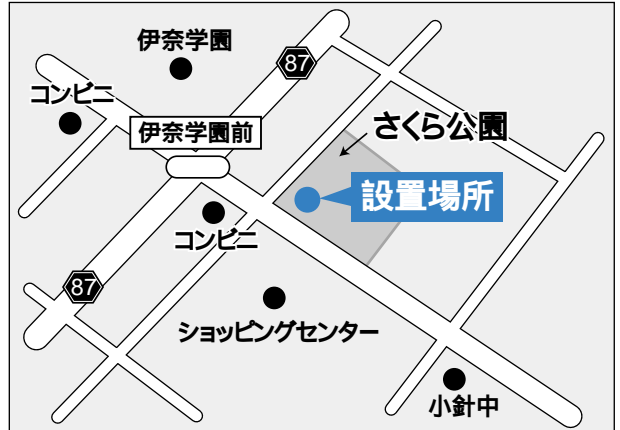 伊奈学園
87
コンビニ
伊奈学園前
さくら公園
設置場所
コンビニ
87
ショッピングセンター
小針中